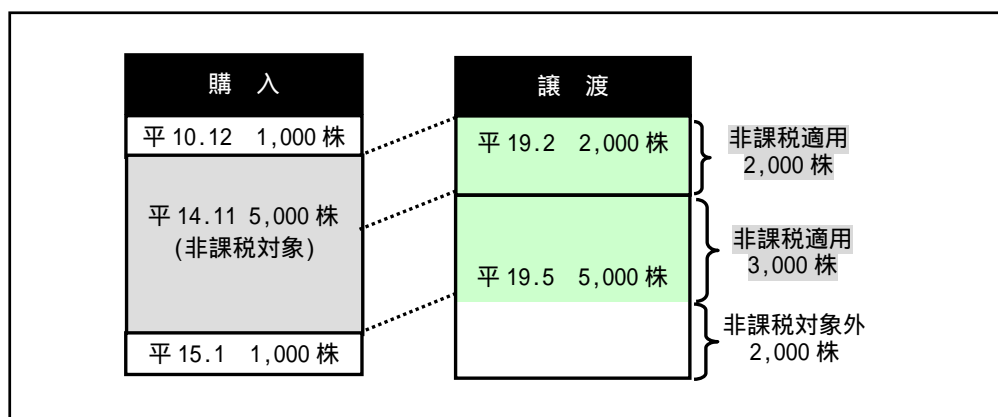 購 入
平 10.12 1,000 株
平 14.11 5,000 株
(非課税対象)
平 15.1 1,000 株
譲 渡
平 19.2 2,000 株
平 19.5 5,000 株
非課税適用
2,000 株
非課税適用
3,000 株
非課税対象外
2,000 株